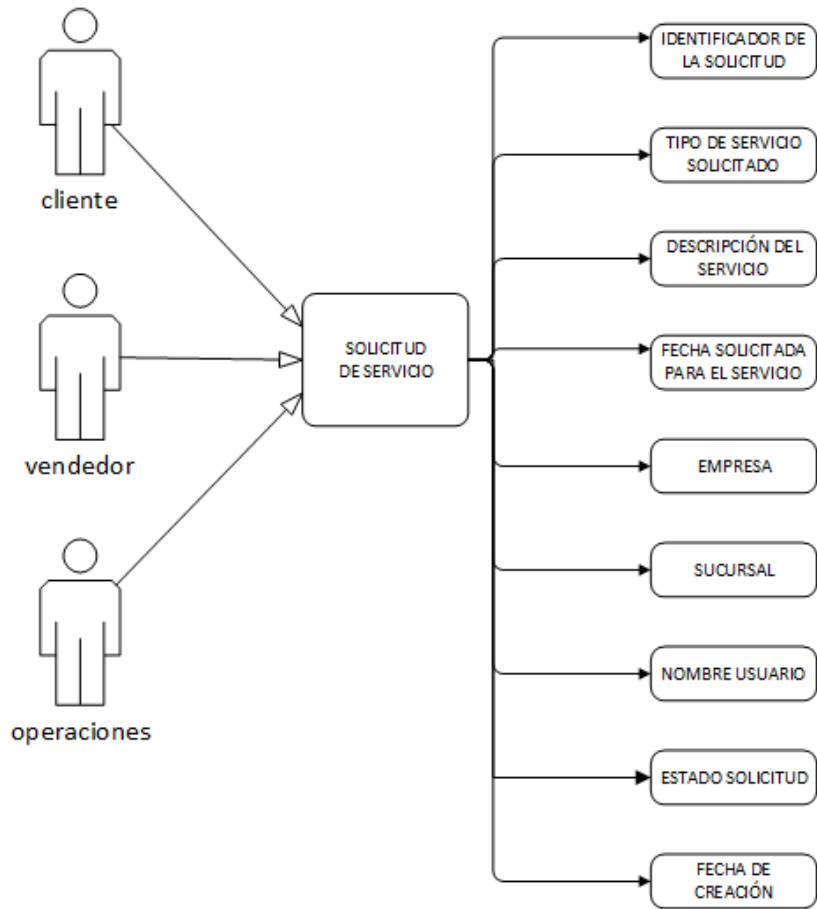 cliente
vendedor
operaciones
SOLICITUD
DE SERVICIO
IDENTIFICADOR DE
LA SOLICITUD
TIPO DE SERVICIO
SOLICITADO
DESCRIPCIÓN DEL
SERVICIO
FECHA SOLICITADA
PARA EL SERVICIO
EMPRESA
SUCURSAL
NOMBRE USUARIO
ESTADO SOLICITUD
FECHA DE
CREACIÓN